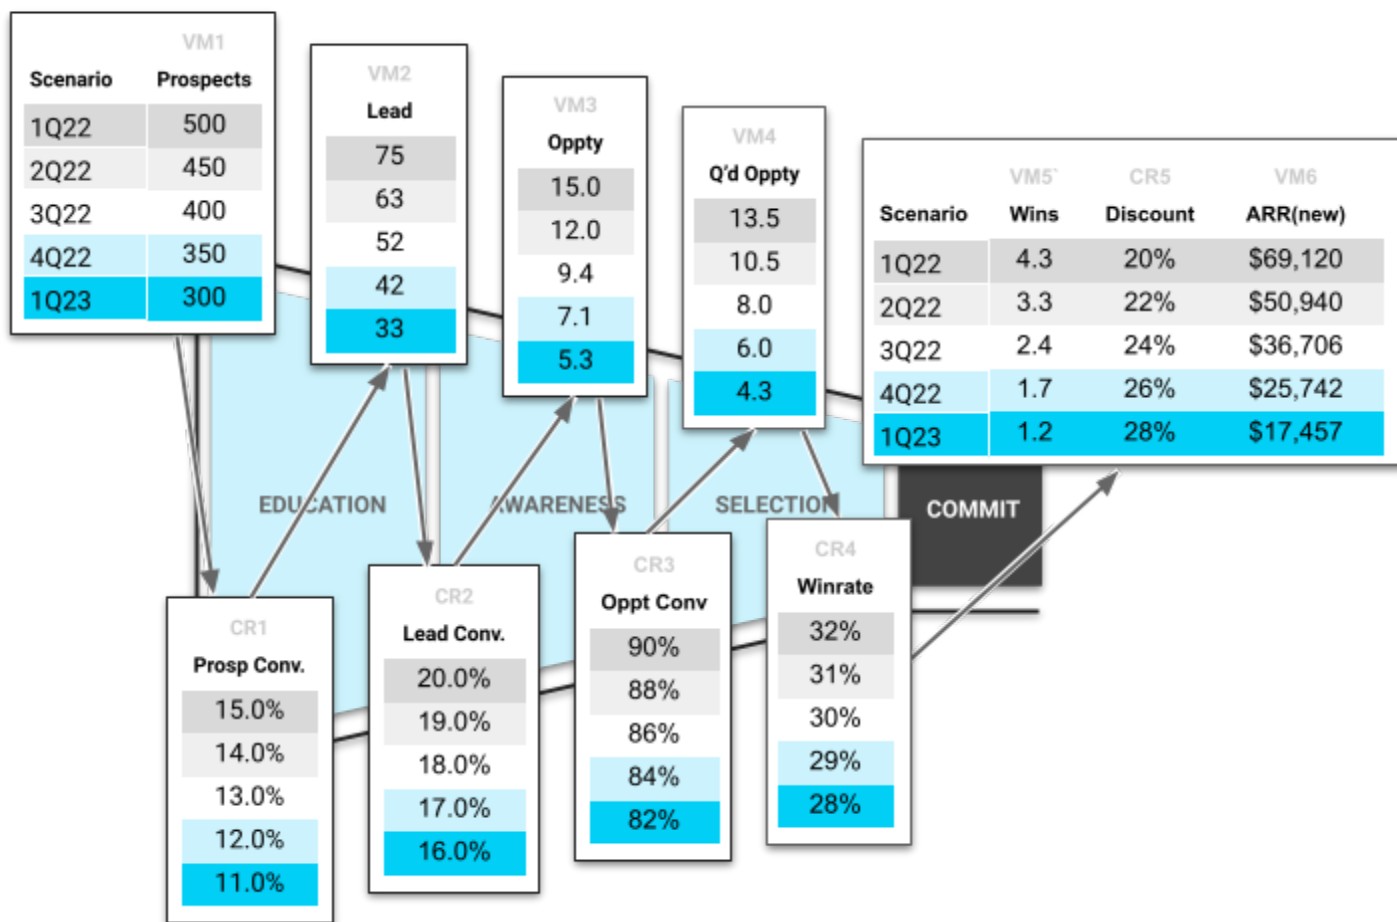 VM1
Scenario Prospects
1Q22 500
2Q22 450
3Q22 400
4Q22 350
1Q23 300
VM2
Lead
75
63
52
42
33
VM3
Oppty
15.0
12.0
9.4
7.1
5.3
VM4
Q'd Oppty
13.5
10.5
8.0
6.0
4.3
VM5` CR5 VM6
Scenario Wins Discount ARR(new)
1Q22 4.3 20% $69,120
2Q22 3.3 22% $50,940
3Q22 2.4 24% $36,706
4Q22 1.7 26% $25,742
1Q23 1.2 28% $17,457
EDUCATION
AWARENESS
SELECTION
COMMIT
CR1
Prosp Conv.
15.0%
14.0%
13.0%
12.0%
11.0%
CR2
Lead Conv.
20.0%
19.0%
18.0%
17.0%
16.0%
CR3
Oppt Conv
90%
88%
86%
84%
82%
CR4
Winrate
32%
31%
30%
29%
28%